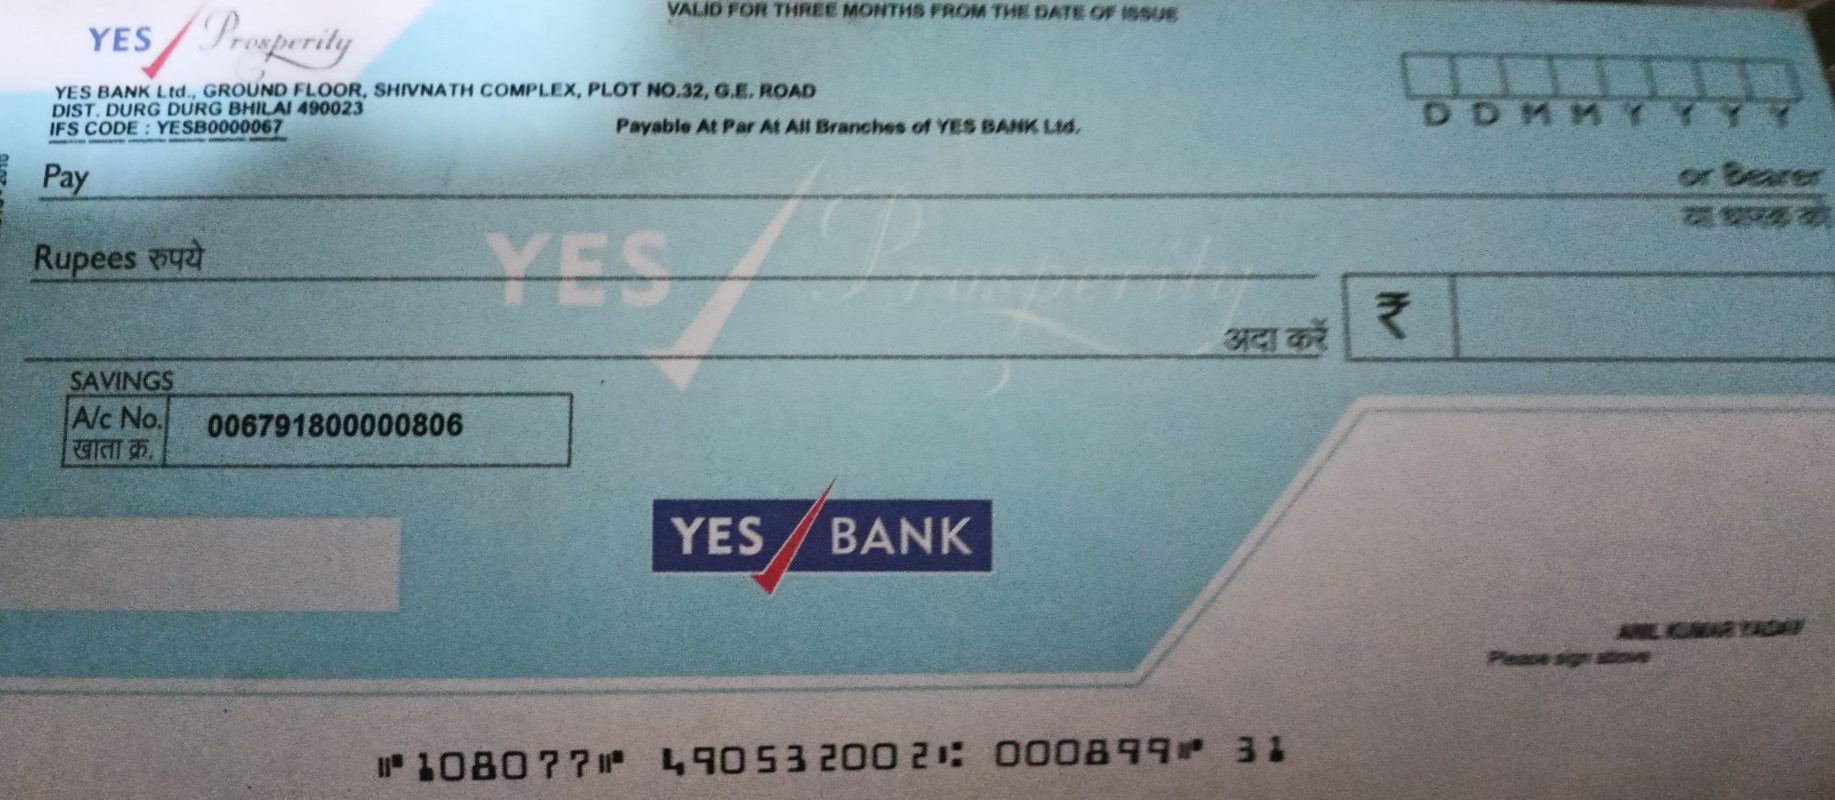 VALID FOR THREE MONTHS FROM THE DATE OF ISSUE
YES Prosperity
YES BANK Ltd., GROUND FLOOR, SHIVNATH COMPLEX, PLOT NO.32, G.E. ROAD
DIST. DURG DURG BHILAI 490023
IFS CODE : YESB0000067
Payable At Par At All Branches of YES BANK Ltd.
D D M M Y Y Y Y
Pay
or Bearer
या धारक को
Rupees रुपये
YES Prosperity
अदा करें
₹
SAVINGS
A/c No. 006791800000806
खाता क्र.
YES BANK
ANIL KUMAR YADAV
Please sign above
⑈108077⑈ 490532002⑆ 000899⑈ 31